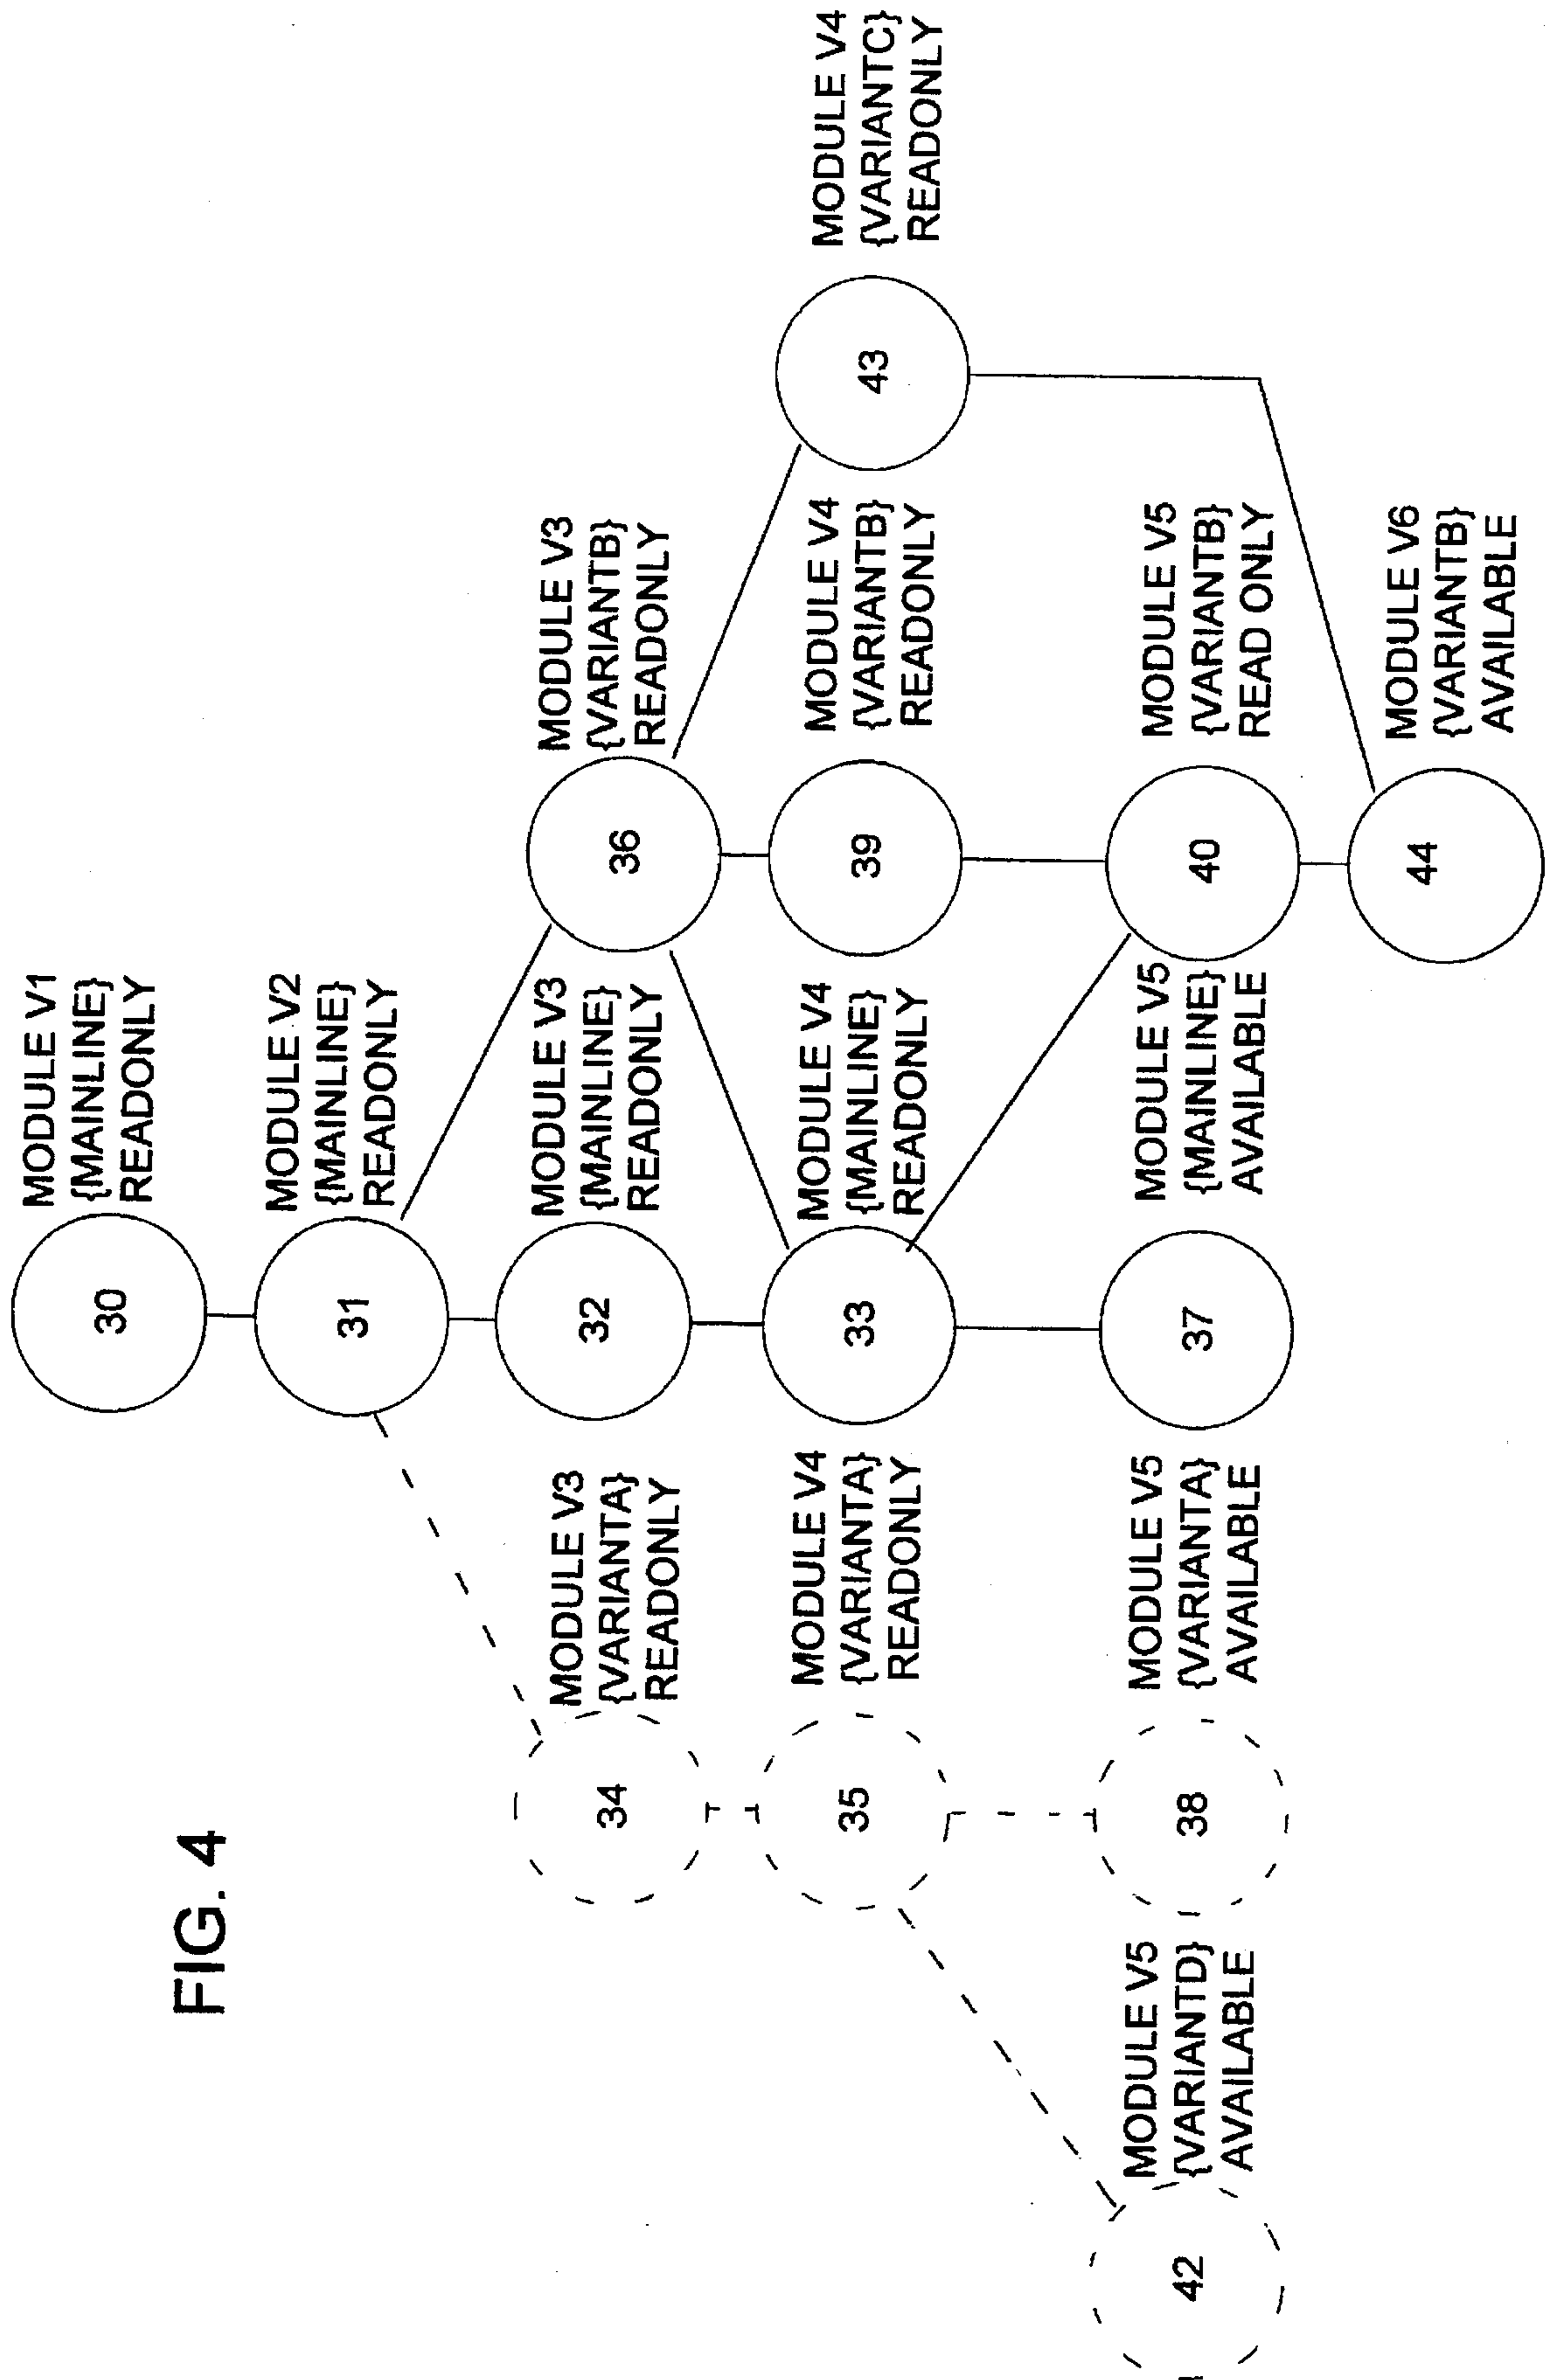 FIG. 4
30
MODULE V1
{MAINLINE}
READONLY
31
MODULE V2
{MAINLINE}
READONLY
34
MODULE V3
{VARIANTA}
READONLY
32
MODULE V3
{MAINLINE}
READONLY
36
MODULE V3
{VARIANTB}
READONLY
35
MODULE V4
{VARIANTA}
READONLY
33
MODULE V4
{MAINLINE}
READONLY
39
MODULE V4
{VARIANTB}
READONLY
43
MODULE V4
{VARIANTC}
READONLY
42
MODULE V5
{VARIANTD}
AVAILABLE
38
MODULE V5
{VARIANTA}
AVAILABLE
37
MODULE V5
{MAINLINE}
AVAILABLE
40
MODULE V5
{VARIANTB}
READ ONLY
44
MODULE V6
{VARIANTB}
AVAILABLE